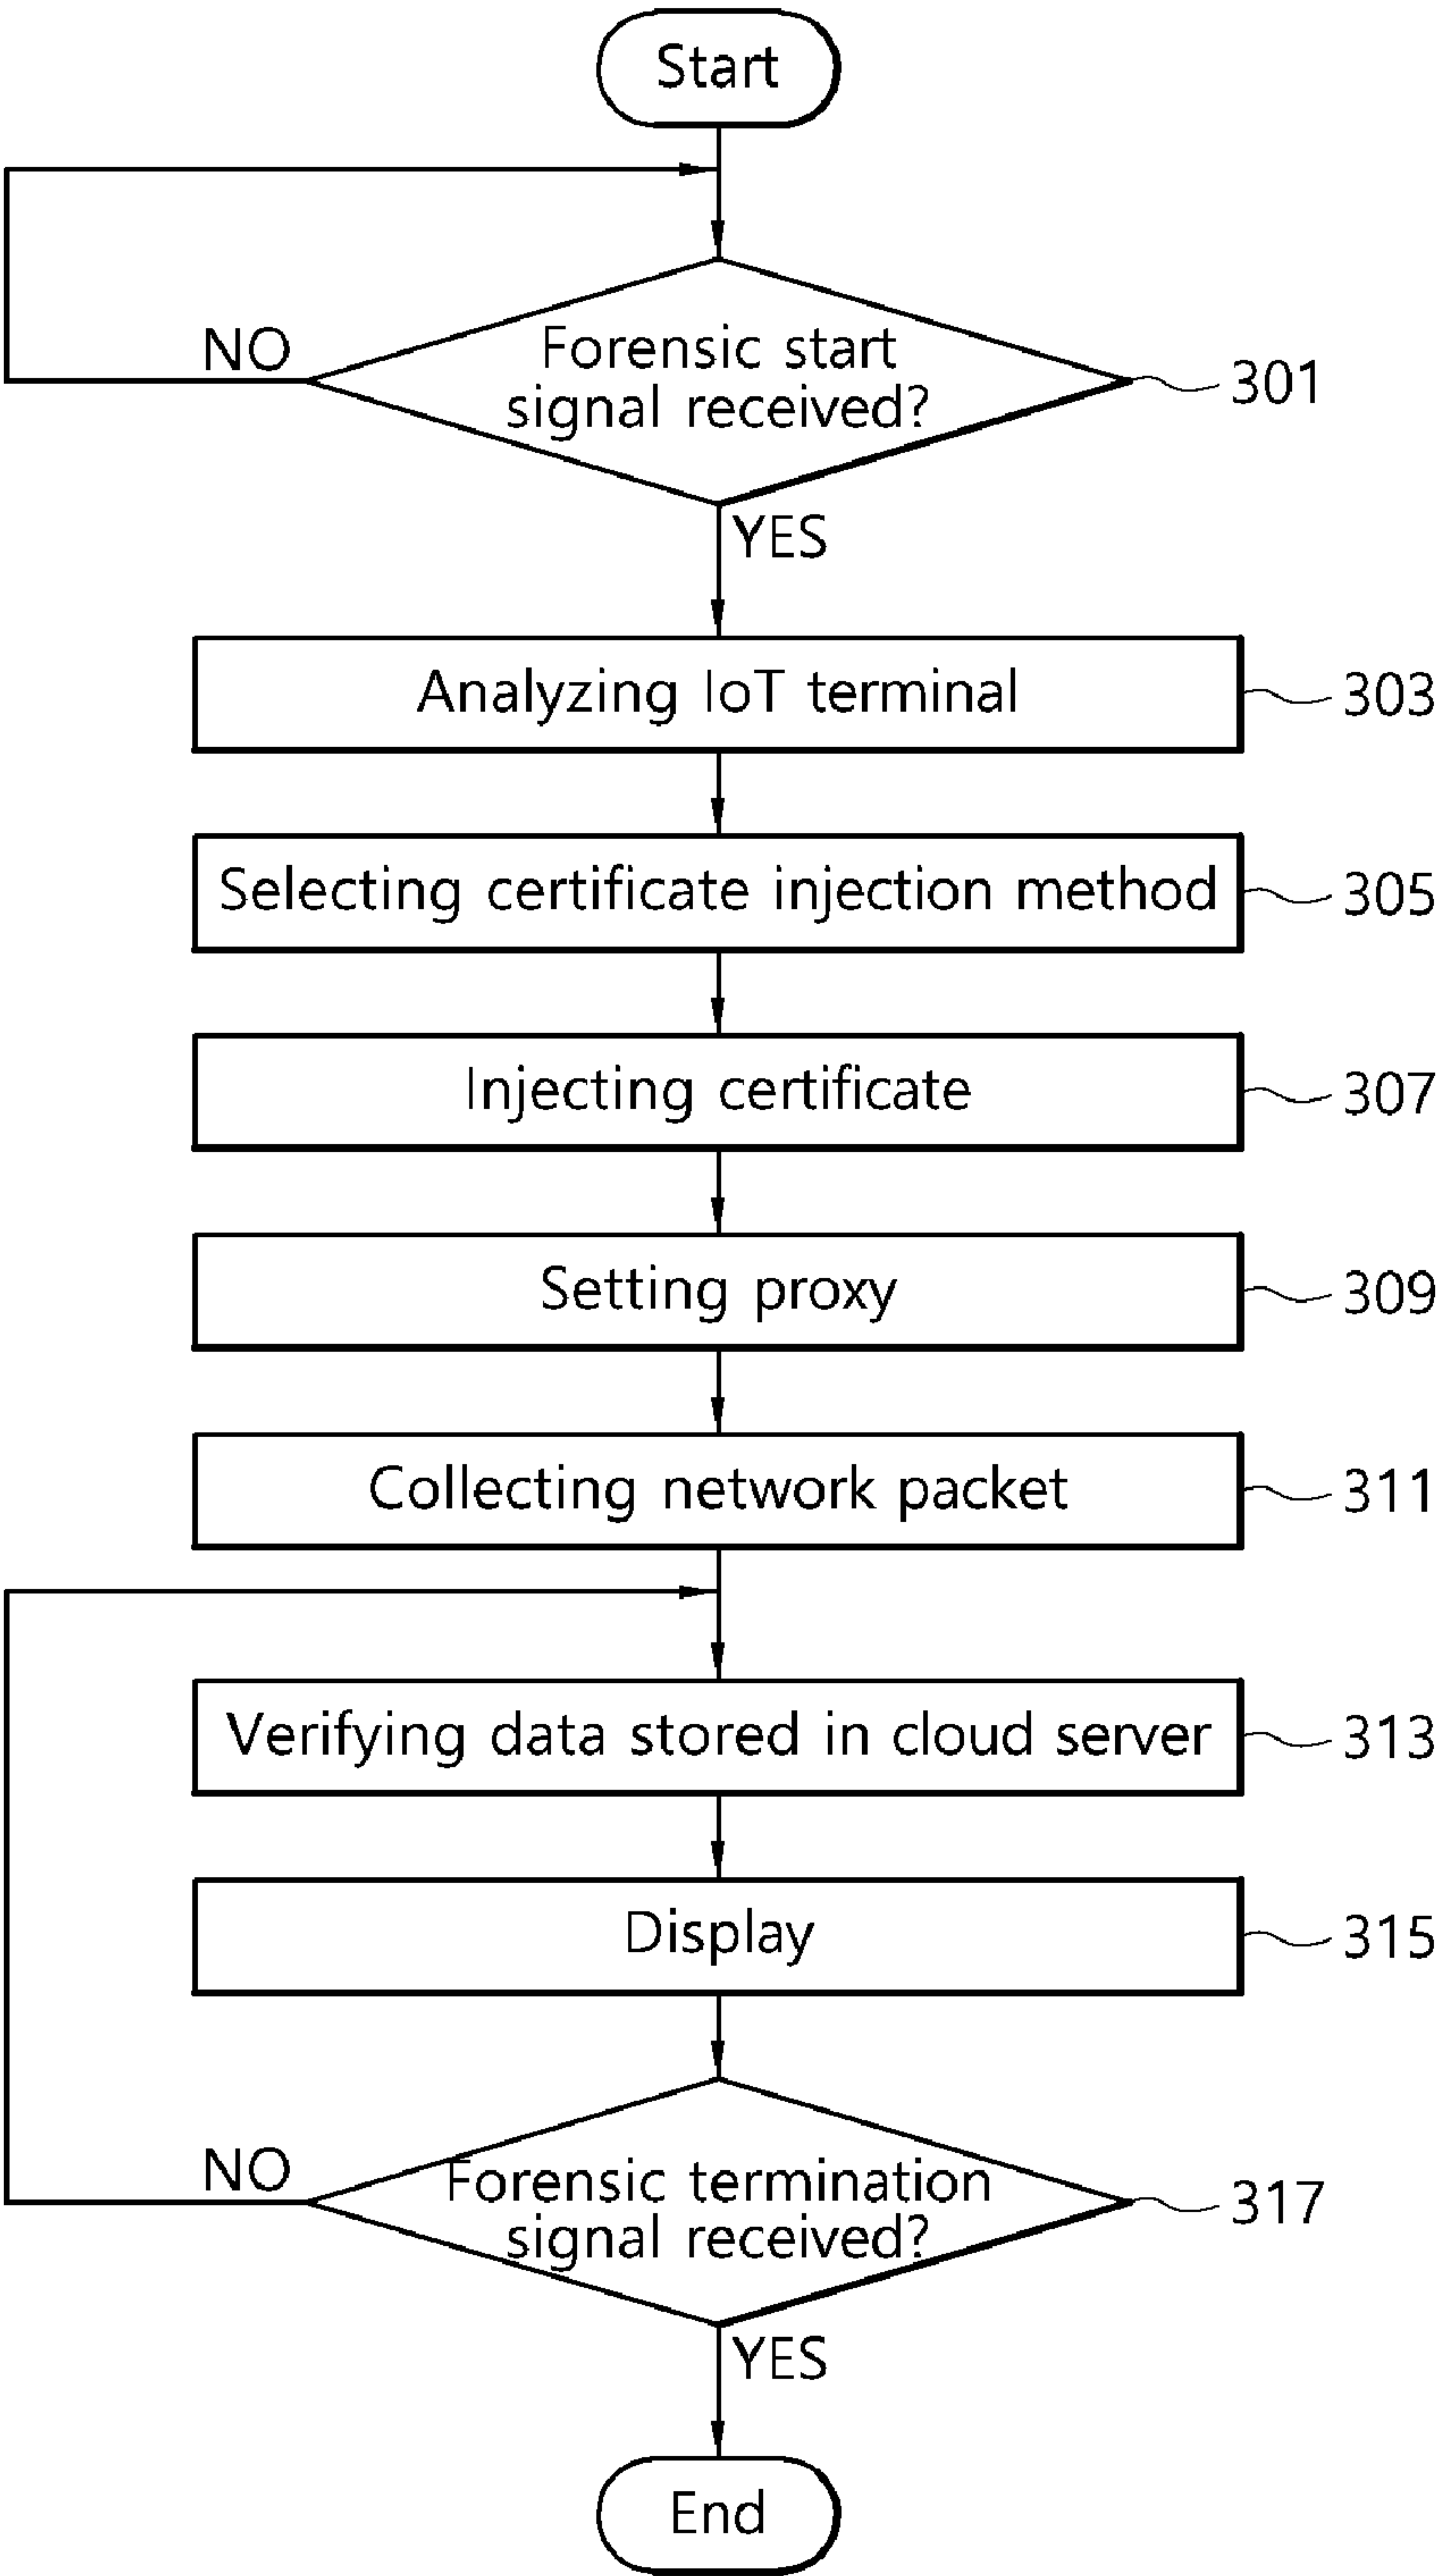 Start
NO
Forensic start
signal received?
301
YES
Analyzing IoT terminal
303
Selecting certificate injection method
305
Injecting certificate
307
Setting proxy
309
Collecting network packet
311
Verifying data stored in cloud server
313
Display
315
NO
Forensic termination
signal received?
317
YES
End